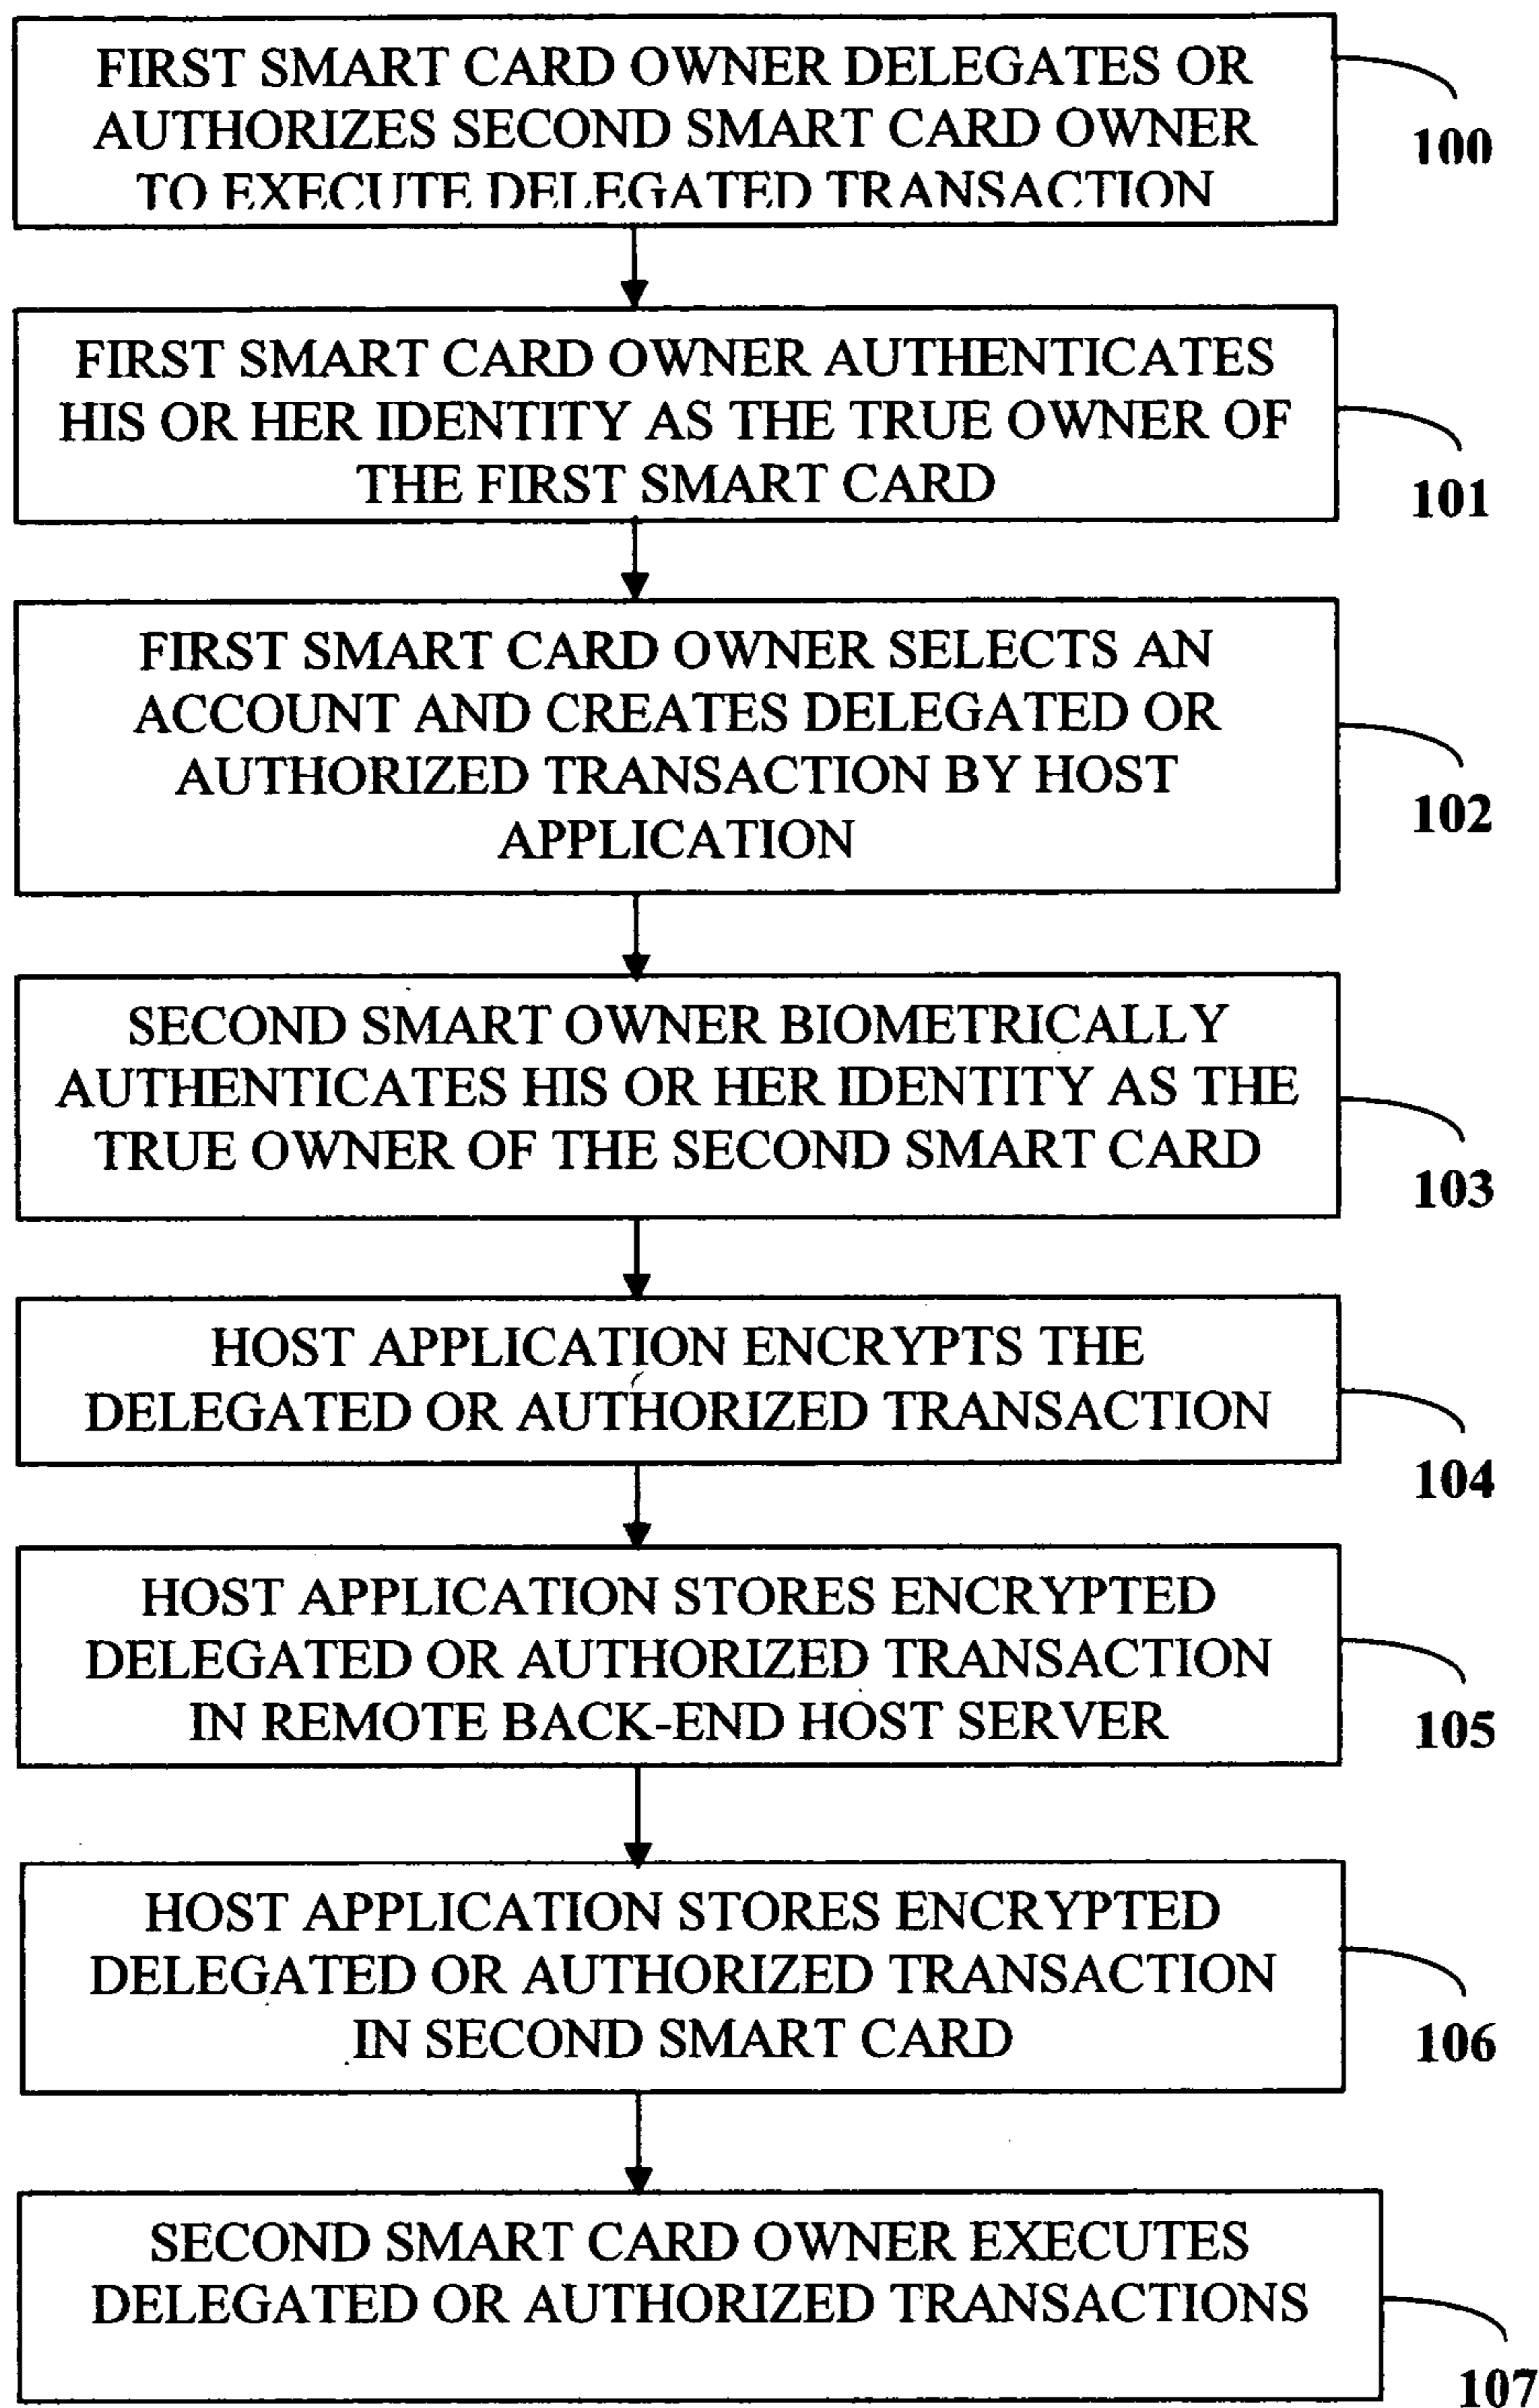 FIRST SMART CARD OWNER DELEGATES OR
AUTHORIZES SECOND SMART CARD OWNER
TO EXECUTE DELEGATED TRANSACTION
100
FIRST SMART CARD OWNER AUTHENTICATES
HIS OR HER IDENTITY AS THE TRUE OWNER OF
THE FIRST SMART CARD
101
FIRST SMART CARD OWNER SELECTS AN
ACCOUNT AND CREATES DELEGATED OR
AUTHORIZED TRANSACTION BY HOST
APPLICATION
102
SECOND SMART OWNER BIOMETRICALLY
AUTHENTICATES HIS OR HER IDENTITY AS THE
TRUE OWNER OF THE SECOND SMART CARD
103
HOST APPLICATION ENCRYPTS THE
DELEGATED OR AUTHORIZED TRANSACTION
104
HOST APPLICATION STORES ENCRYPTED
DELEGATED OR AUTHORIZED TRANSACTION
IN REMOTE BACK-END HOST SERVER
105
HOST APPLICATION STORES ENCRYPTED
DELEGATED OR AUTHORIZED TRANSACTION
IN SECOND SMART CARD
106
SECOND SMART CARD OWNER EXECUTES
DELEGATED OR AUTHORIZED TRANSACTIONS
107